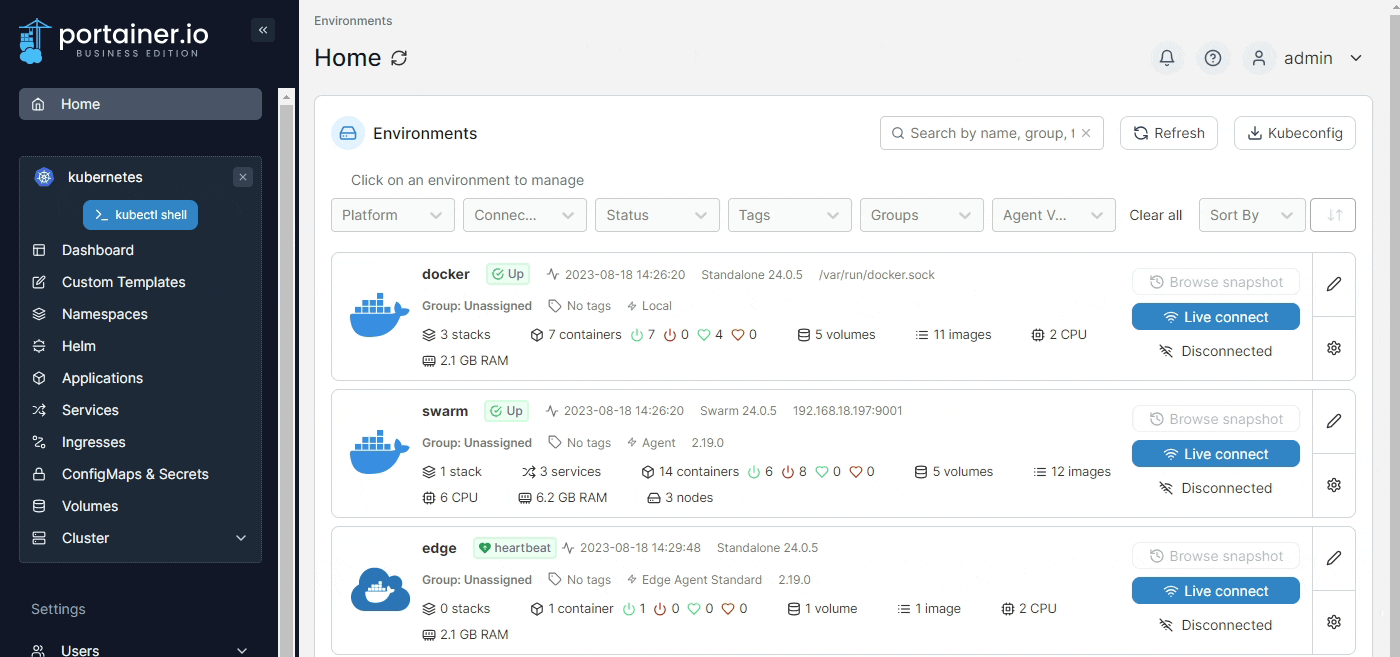 portainer.io
BUSINESS EDITION
Home
kubernetes
kubectl shell
Dashboard
Custom Templates
Namespaces
Helm
Applications
Services
Ingresses
ConfigMaps & Secrets
Volumes
Cluster
Settings
Users
Environments
Home
admin
Environments
Search by name, group, t
Refresh
Kubeconfig
Click on an environment to manage
Platform Connec... Status Tags Groups Agent V... Clear all Sort By
docker Up 2023-08-18 14:26:20 Standalone 24.0.5 /var/run/docker.sock
Group: Unassigned No tags Local
3 stacks 7 containers 7 0 4 0 5 volumes 11 images 2 CPU
2.1 GB RAM
Browse snapshot
Live connect
Disconnected
swarm Up 2023-08-18 14:26:20 Swarm 24.0.5 192.168.18.197:9001
Group: Unassigned No tags Agent 2.19.0
1 stack 3 services 14 containers 6 8 0 0 5 volumes 12 images
6 CPU 6.2 GB RAM 3 nodes
Browse snapshot
Live connect
Disconnected
edge heartbeat 2023-08-18 14:29:48 Standalone 24.0.5
Group: Unassigned No tags Edge Agent Standard 2.19.0
0 stacks 1 container 1 0 0 0 1 volume 1 image 2 CPU
2.1 GB RAM
Browse snapshot
Live connect
Disconnected